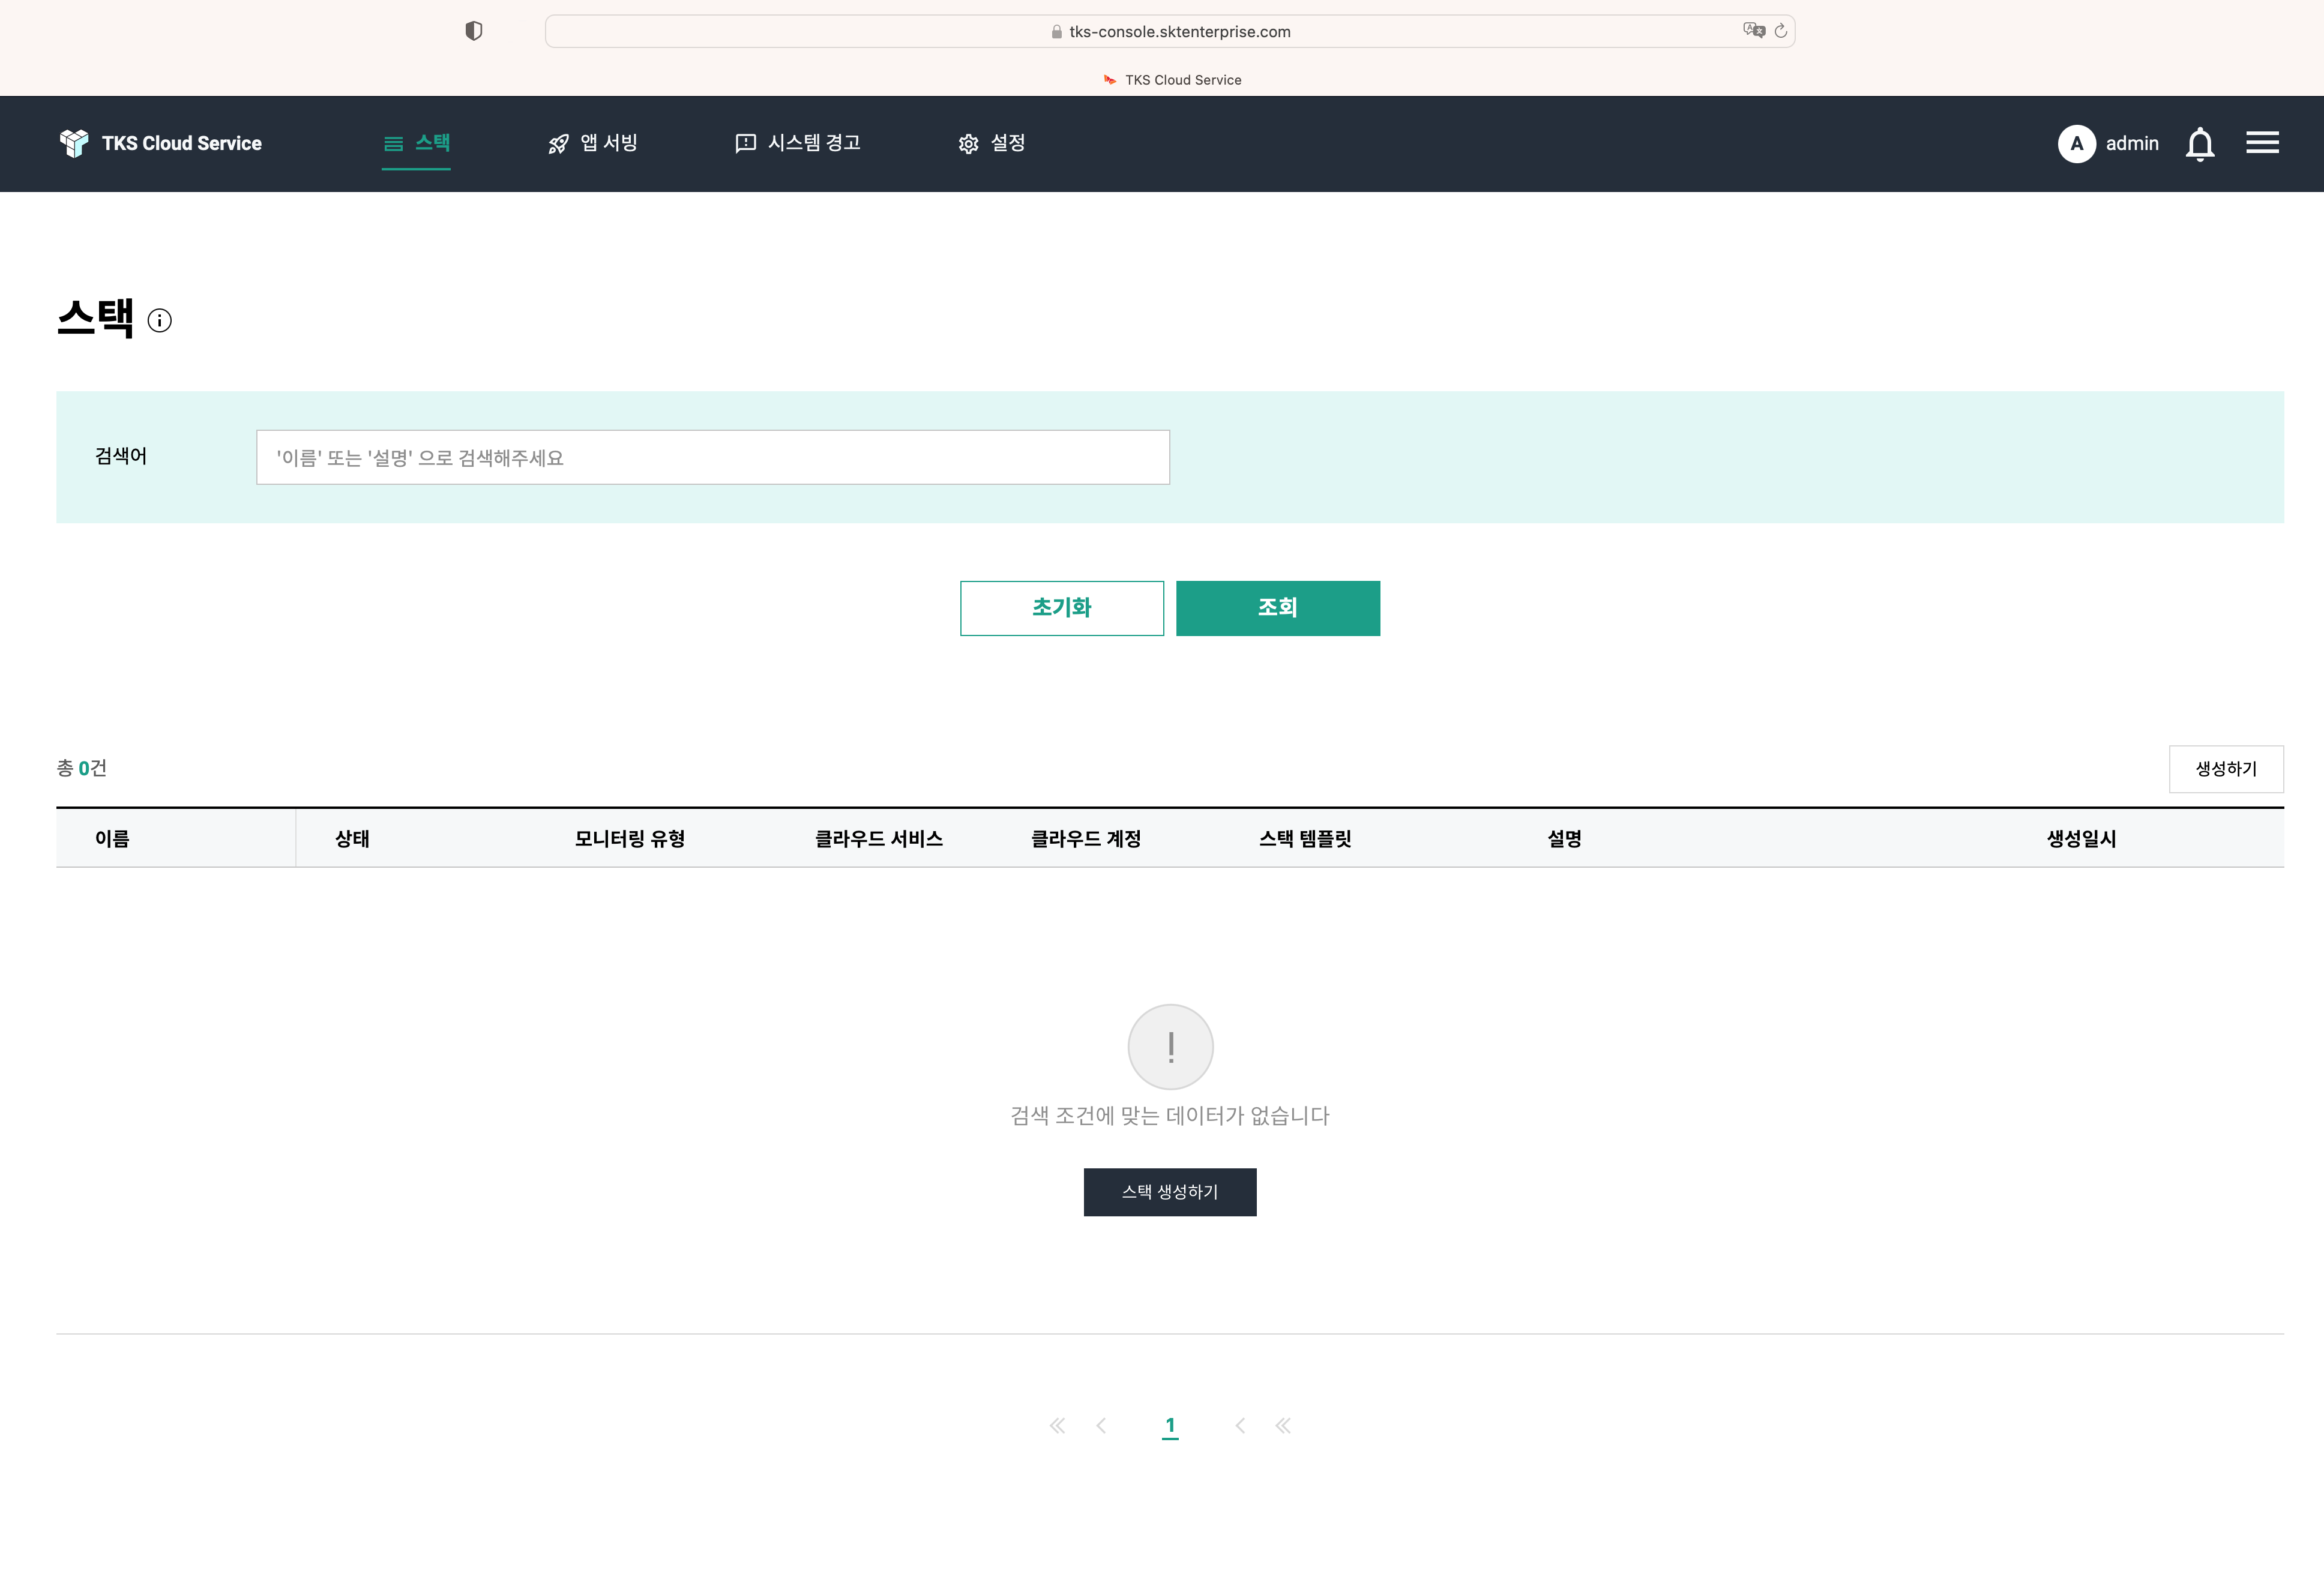 tks-console.sktenterprise.com
TKS Cloud Service
TKS Cloud Service 스택 앱 서빙 시스템 경고 설정 A admin
스택
검색어 '이름' 또는 '설명' 으로 검색해주세요
초기화 조회
총 0건 생성하기
이름 상태 모니터링 유형 클라우드 서비스 클라우드 계정 스택 템플릿 설명 생성일시
검색 조건에 맞는 데이터가 없습니다
스택 생성하기
1